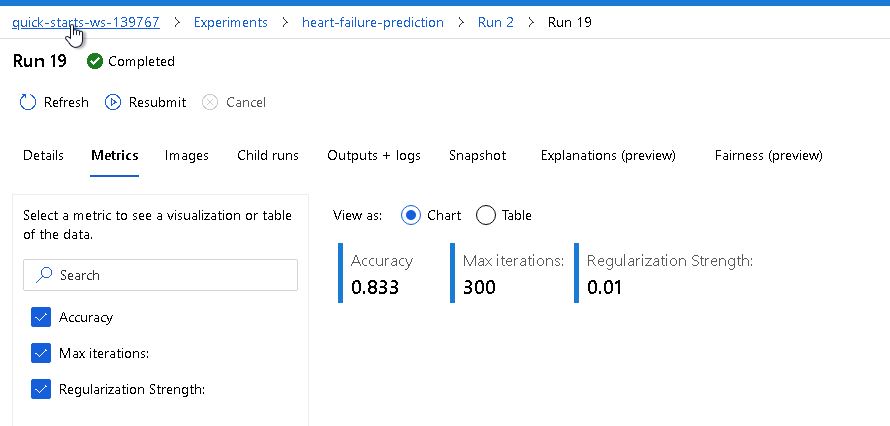 quick-starts-ws-139767 > Experiments > heart-failure-prediction > Run 2 > Run 19
Run 19 Completed
Refresh Resubmit Cancel
Details Metrics Images Child runs Outputs + logs Snapshot Explanations (preview) Fairness (preview)
Select a metric to see a visualization or table
of the data.
Search
Accuracy
Max iterations:
Regularization Strength:
View as: Chart Table
Accuracy Max iterations: Regularization Strength:
0.833 300 0.01